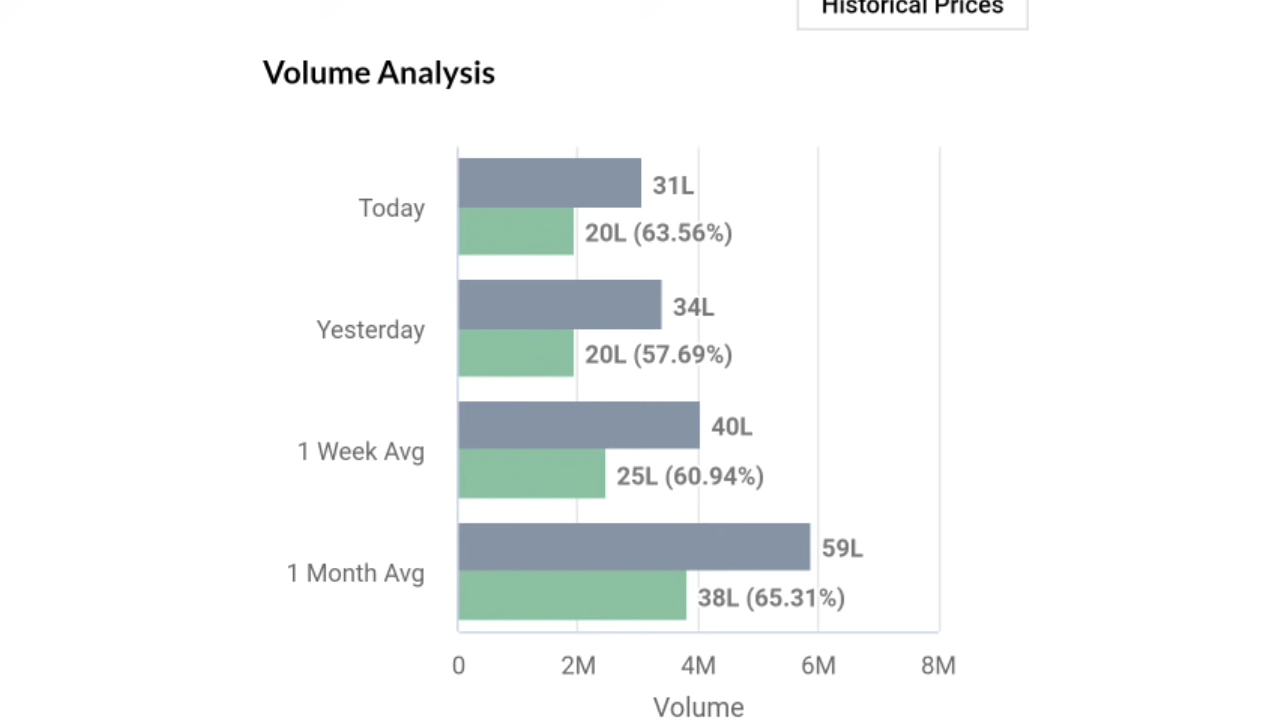 Historical Prices
Volume Analysis
31L
Today
20L (63.56%)
34L
Yesterday
20L (57.69%)
40L
1 Week Avg
25L (60.94%)
59L
1 Month Avg
38L (65.31%)
0 2M 4M 6M 8M
Volume